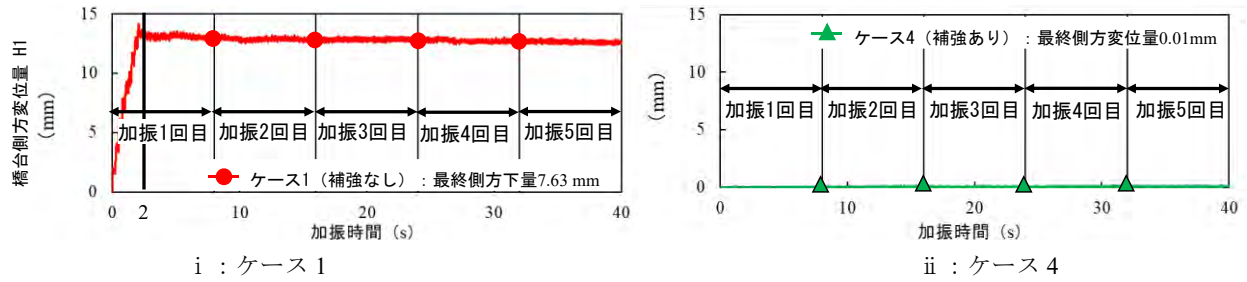 橋台側方変位量 H1
(mm)
15
10
5
0
加振1回目
加振2回目
加振3回目
加振4回目
加振5回目
ケース1（補強なし）：最終側方下量7.63 mm
0
2
10
20
30
40
加振時間（s）
ⅰ：ケース1
(mm)
15
10
5
0
ケース4（補強あり）：最終側方変位量0.01mm
加振1回目
加振2回目
加振3回目
加振4回目
加振5回目
0
10
20
30
40
加振時間（s）
ⅱ：ケース4